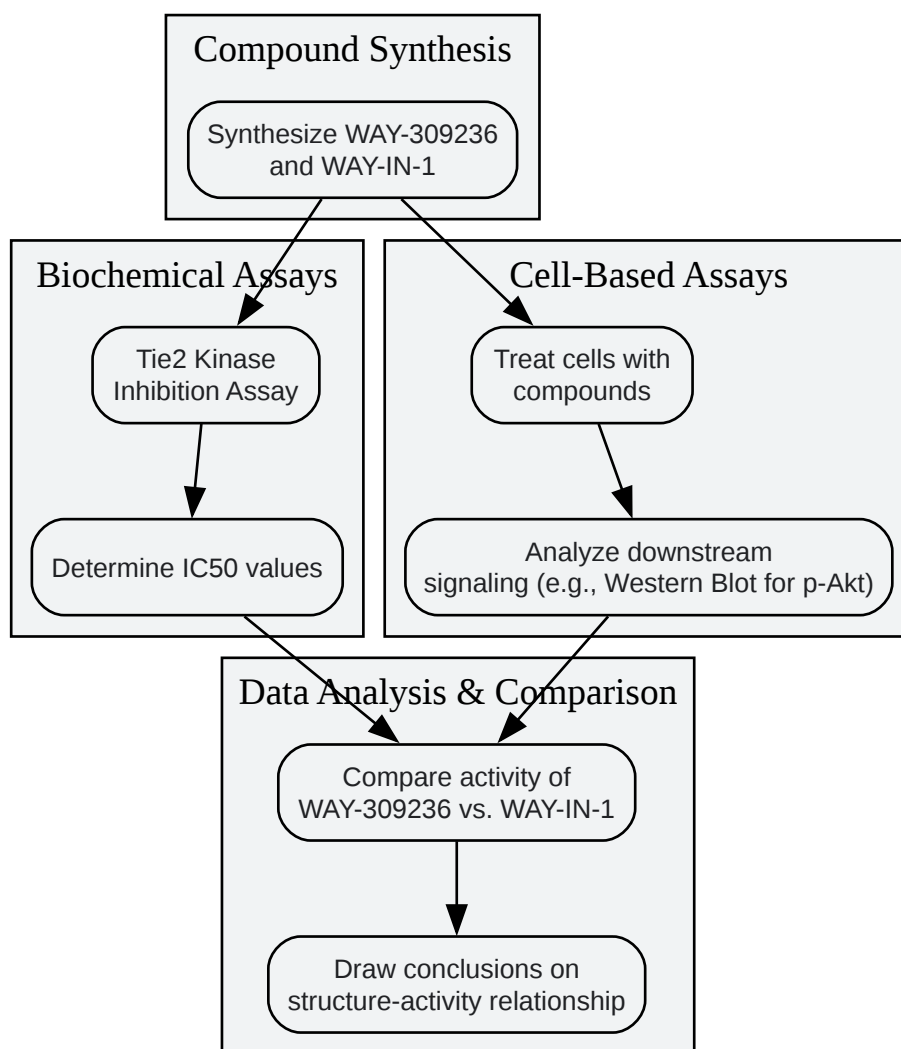 Compound Synthesis
Synthesize WAY-309236
and WAY-IN-1
Biochemical Assays
Tie2 Kinase
Inhibition Assay
Determine IC50 values
Cell-Based Assays
Treat cells with
compounds
Analyze downstream
signaling (e.g., Western Blot for p-Akt)
Data Analysis & Comparison
Compare activity of
WAY-309236 vs. WAY-IN-1
Draw conclusions on
structure-activity relationship